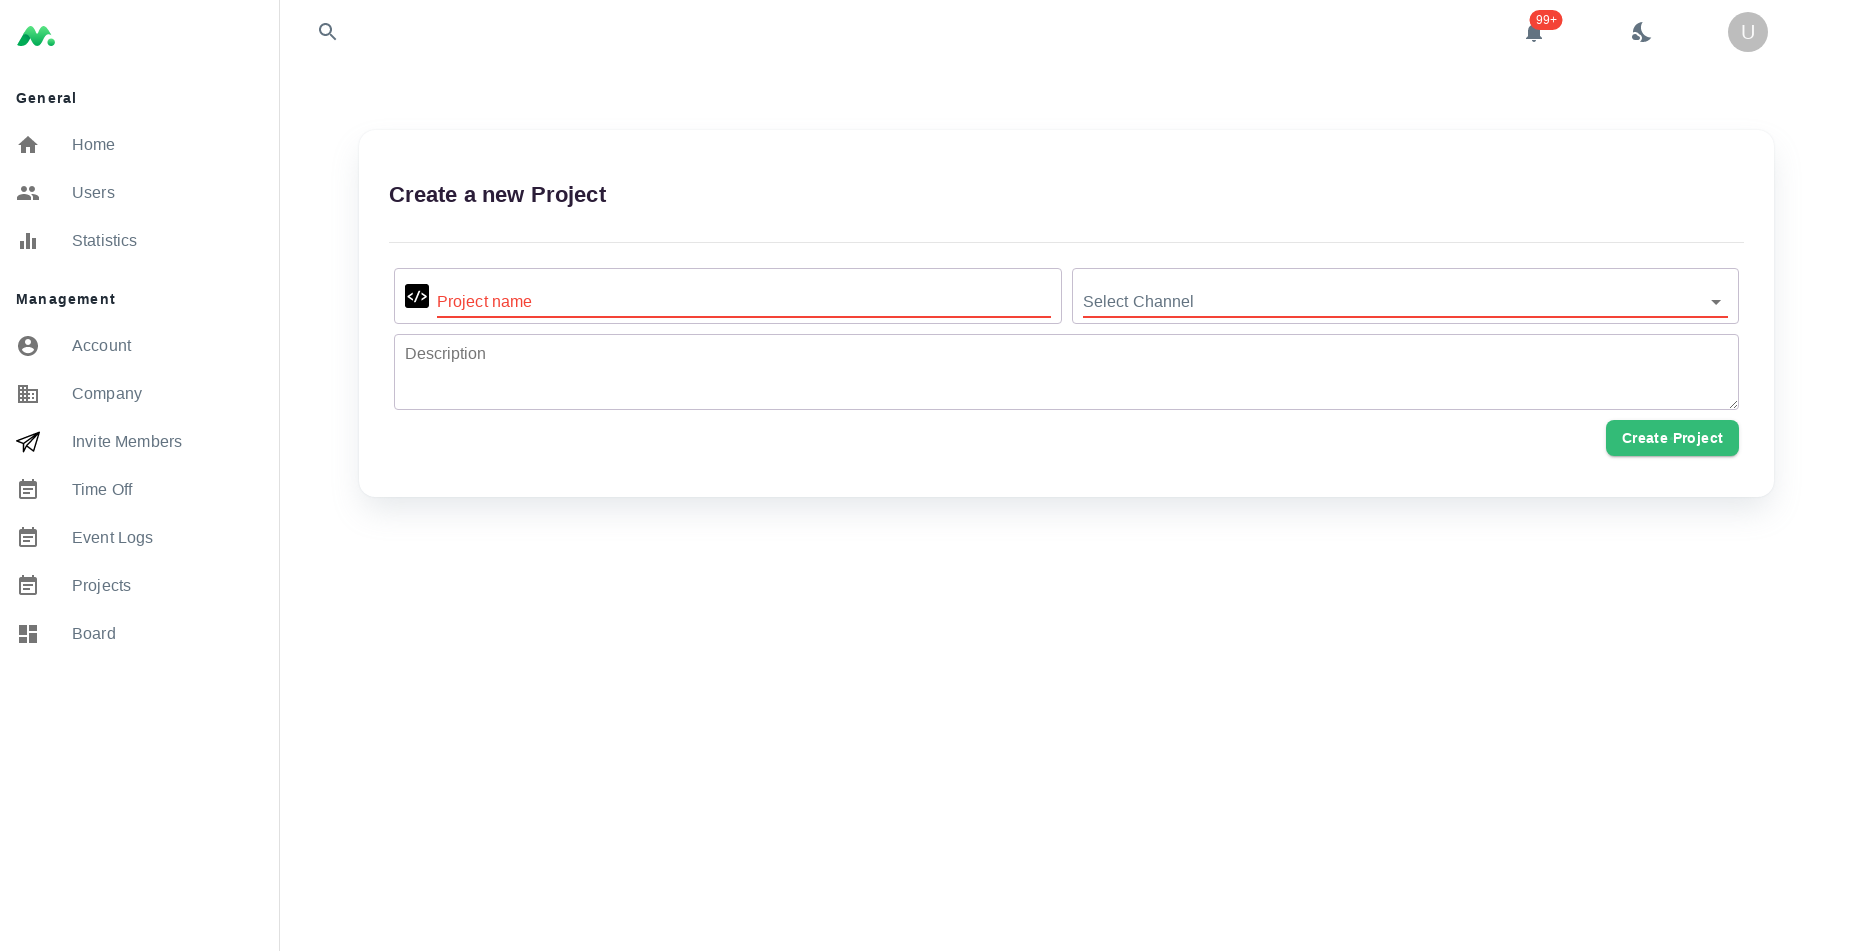 99+
U
General
Home
Users
Statistics
Management
Account
Company
Invite Members
Time Off
Event Logs
Projects
Board
Create a new Project
Project name
Select Channel
Description
Create Project